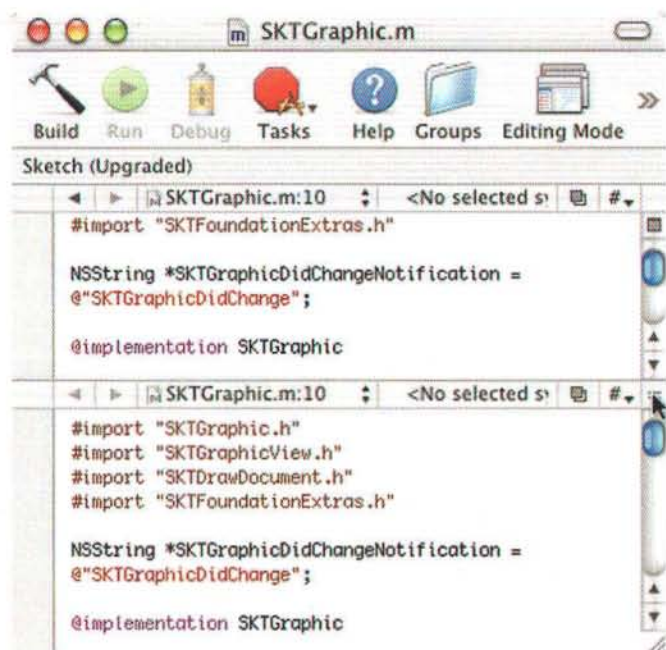 SKTGraphic.m
Build Run Debug Tasks Help Groups Editing Mode
Sketch (Upgraded)
SKTGraphic.m:10 <No selected sy #
#import "SKTFoundationExtras.h"
NSString *SKTGraphicDidChangeNotification =
@"SKTGraphicDidChange";
@implementation SKTGraphic
SKTGraphic.m:10 <No selected sy #
#import "SKTGraphic.h"
#import "SKTGraphicView.h"
#import "SKTDrawDocument.h"
#import "SKTFoundationExtras.h"
NSString *SKTGraphicDidChangeNotification =
@"SKTGraphicDidChange";
@implementation SKTGraphic